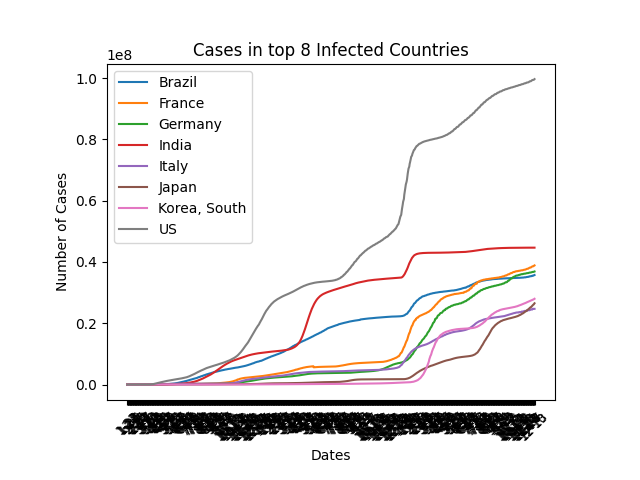 Cases in top 8 Infected Countries
1e8
1.0
0.8
0.6
0.4
0.2
0.0
Number of Cases
Brazil
France
Germany
India
Italy
Japan
Korea, South
US
Dates